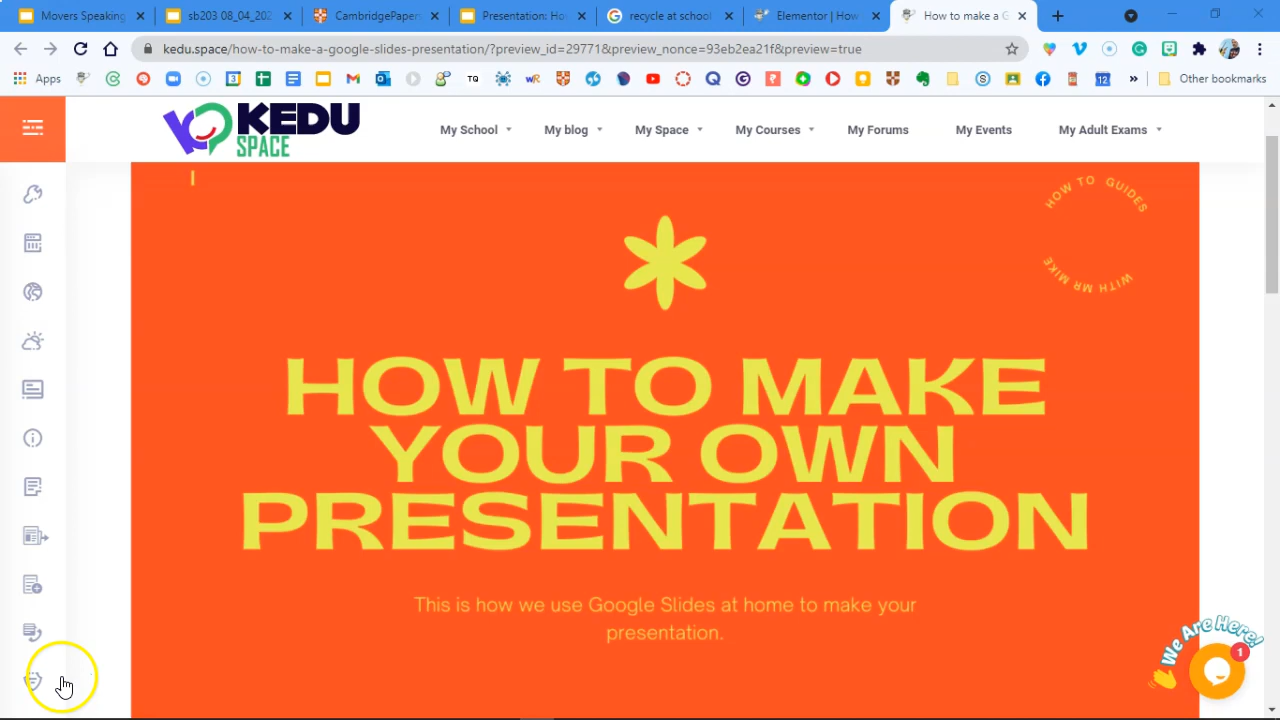 Movers Speaking
sb203 08_04_202
CambridgePaper
Presentation: Ho
recycle at school
Elementor | How
How to make a G
kedu.space/how-to-make-a-google-slides-presentation/?preview_id=29771&preview_nonce=93eb2ea21f&preview=true
Apps
Other bookmarks
KEDU
SPACE
My School
My blog
My Space
My Courses
My Forums
My Events
My Adult Exams
HOW TO GUIDES
WITH MR MIKE
HOW TO MAKE
YOUR OWN
PRESENTATION
This is how we use Google Slides at home to make your
presentation.
We Are Here!
1